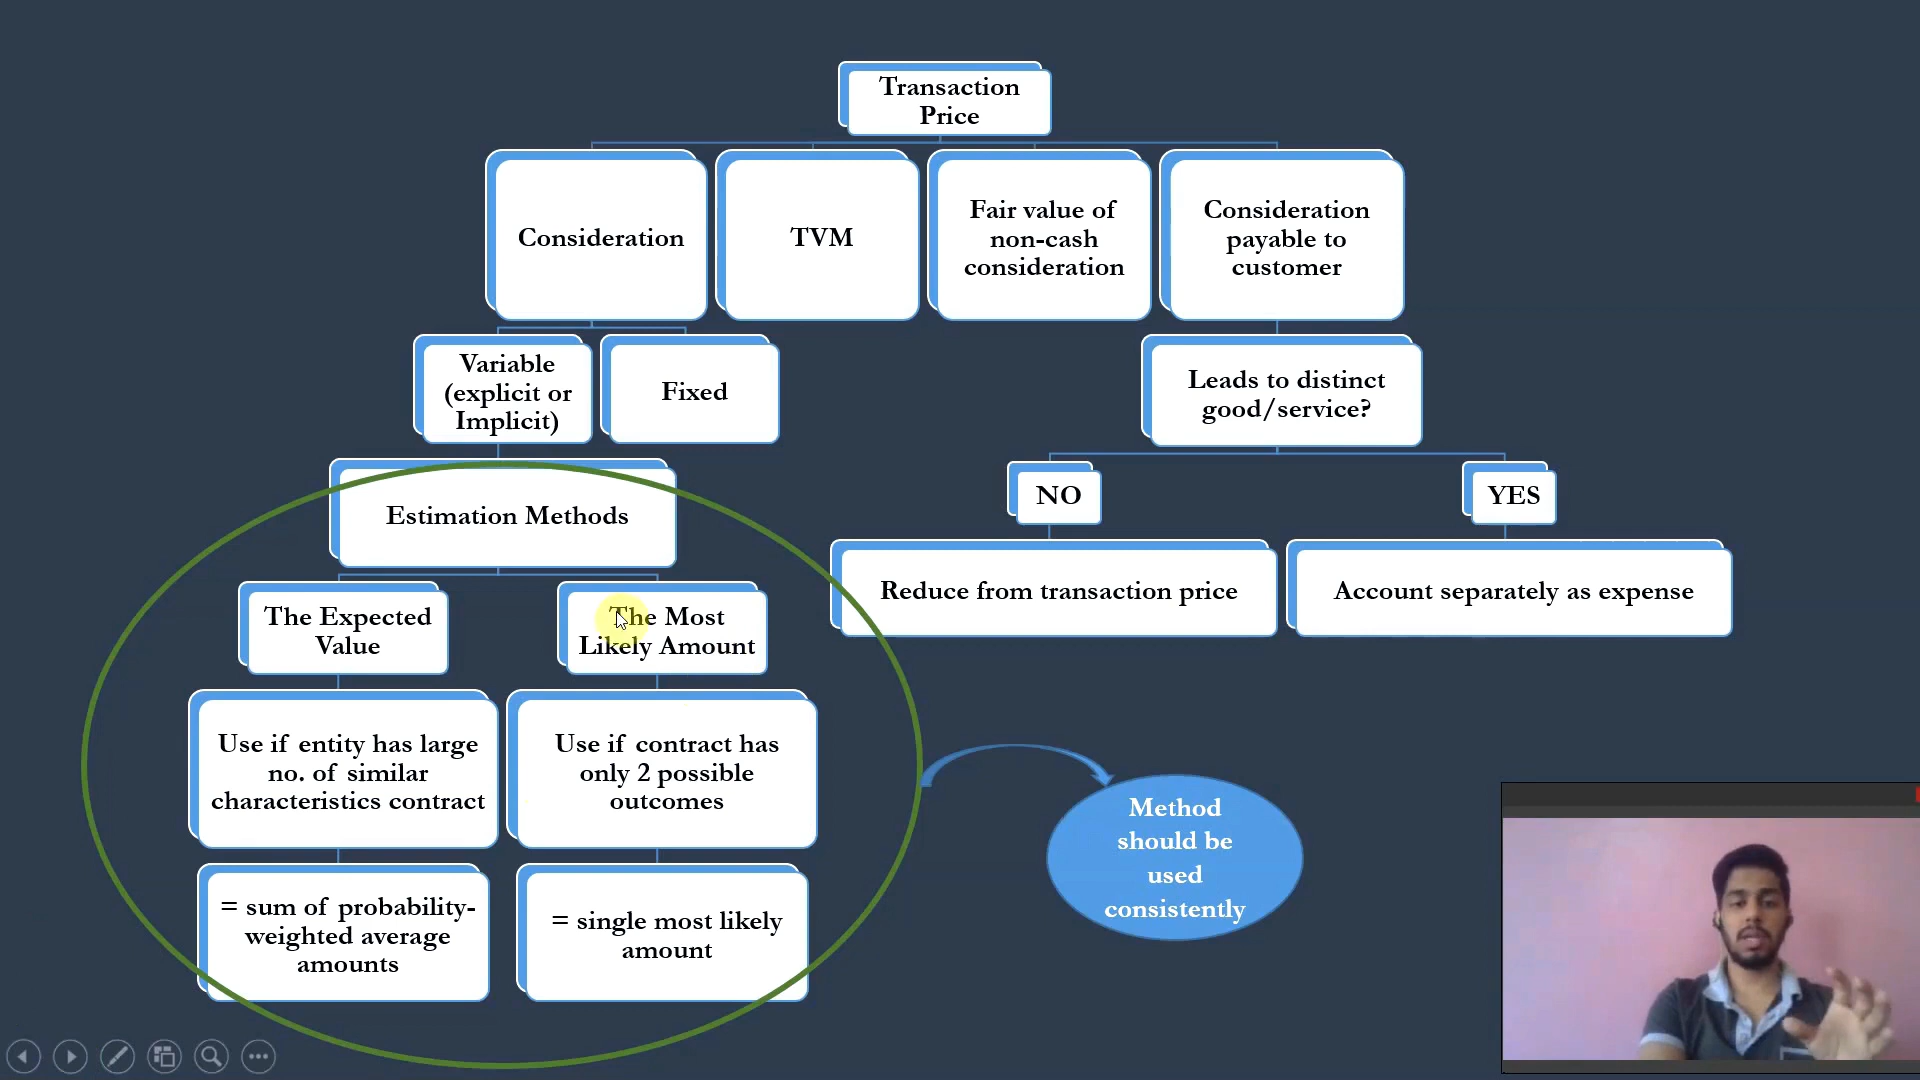 Transaction
Price
Consideration
TVM
Fair value of
non-cash
consideration
Consideration
payable to
customer
Variable
(explicit or
Implicit)
Fixed
Leads to distinct
good/service?
Estimation Methods
NO
YES
Reduce from transaction price
Account separately as expense
The Expected
Value
The Most
Likely Amount
Use if entity has large
no. of similar
characteristics contract
Use if contract has
only 2 possible
outcomes
= sum of probability-
weighted average
amounts
= single most likely
amount
Method
should be
used
consistently